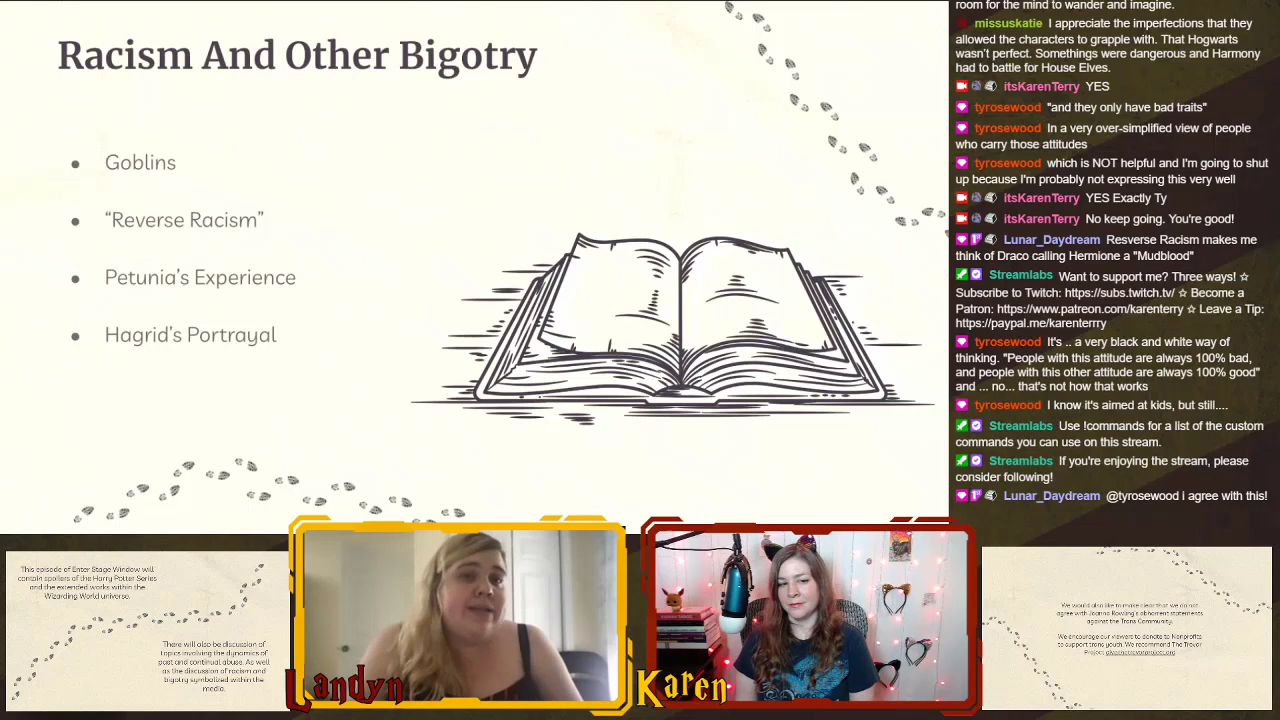 Racism And Other Bigotry
Goblins
“Reverse Racism”
Petunia’s Experience
Hagrid’s Portrayal
room for the mind to wander and imagine.
missuskatie I appreciate the imperfections that they
allowed the characters to grapple with. That Hogwarts
wasn't perfect. Somethings were dangerous and Harmony
had to battle for House Elves.
itsKarenTerry YES
tyrosewood "and they only have bad traits"
tyrosewood In a very over-simplified view of people
who carry those attitudes
tyrosewood which is NOT helpful and I'm going to shut
up because I'm probably not expressing this very well
itsKarenTerry YES Exactly Ty
itsKarenTerry No keep going. You're good!
Lunar_Daydream Resverse Racism makes me
think of Draco calling Hermione a "Mudblood"
Streamlabs Want to support me? Three ways! ☆
Subscribe to Twitch: https://subs.twitch.tv/ ☆ Become a
Patron: https://www.patreon.com/karenterry ☆ Leave a Tip:
https://paypal.me/karenterrry
tyrosewood It's .. a very black and white way of
thinking. "People with this attitude are always 100% bad,
and people with this other attitude are always 100% good"
and ... no... that's not how that works
tyrosewood I know it's aimed at kids, but still....
Streamlabs Use !commands for a list of the custom
commands you can use on this stream.
Streamlabs If you're enjoying the stream, please
consider following!
Lunar_Daydream @tyrosewood i agree with this!
This episode of Enter Stage Window will
contain spoilers of the Harry Potter Series
and the extended works within the
Wizarding World universe.
There will also be discussion of
topics involving the dynamics of
past and continual abuse. As well
as the discussion of racism and
bigotry symbolized within the
media.
Landyn
Karen
We would also like to make clear that we do not
agree with Joanne Rowling's abhorrent statements
against the Trans Community.
We encourage our viewers to donate to Nonprofits
to support trans youth. We recommend The Trevor
Project